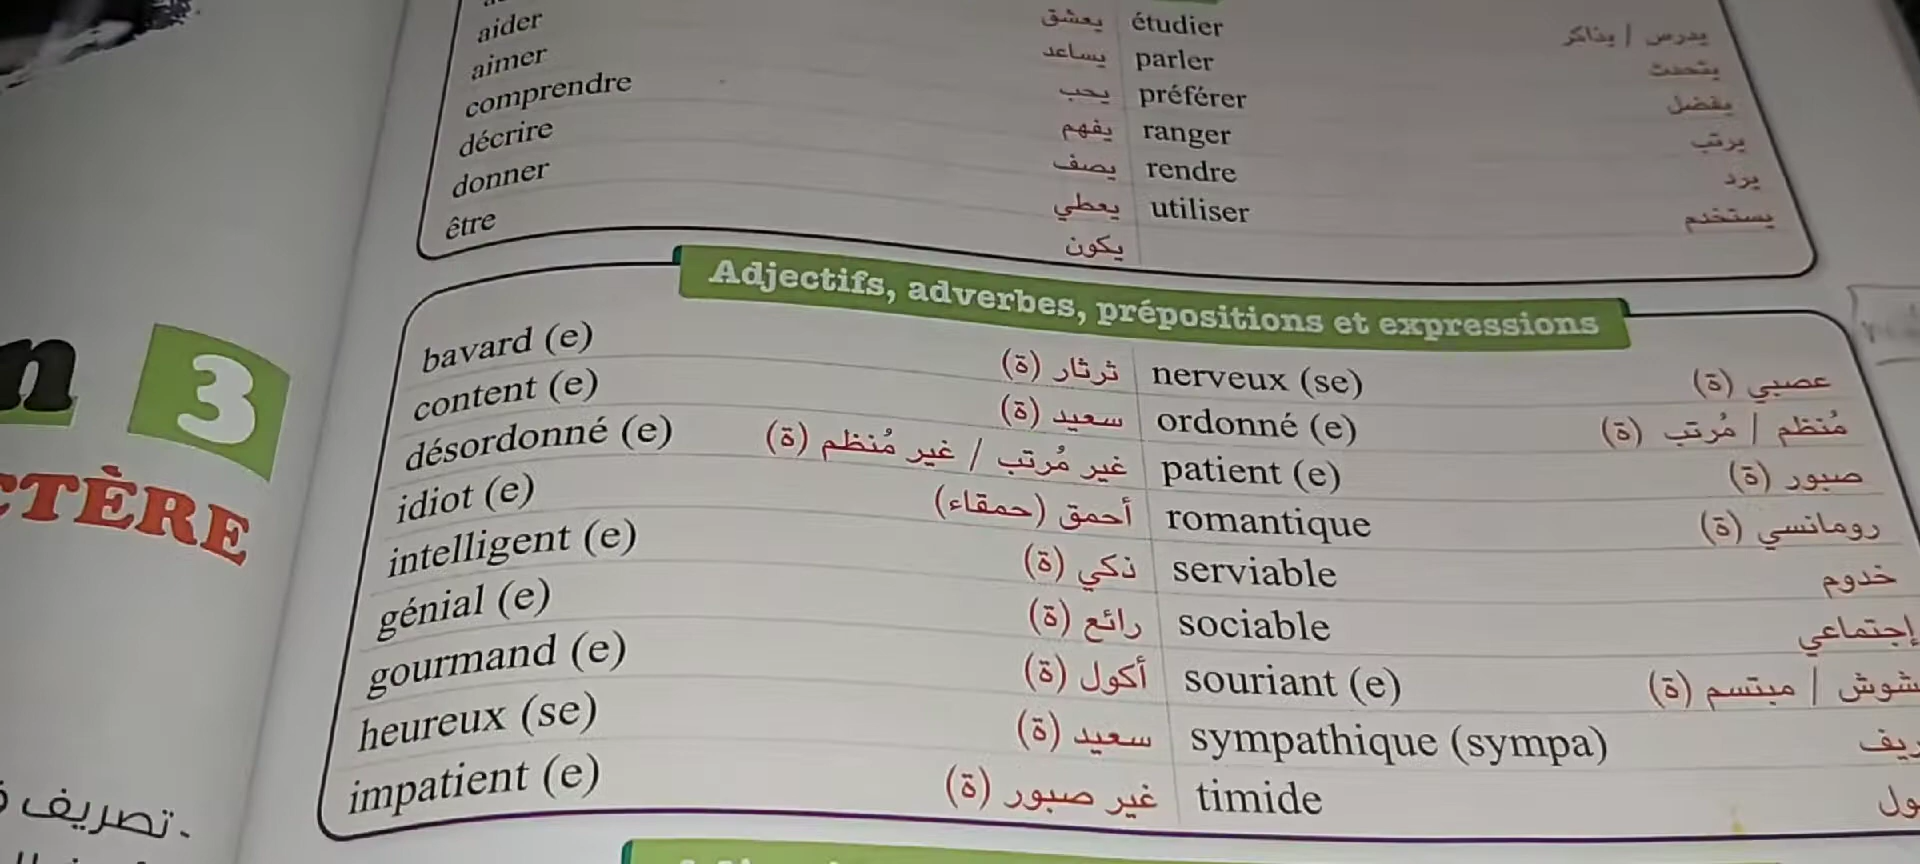 aider يعشق étudier يدرس / يذاكر
aimer يساعد parler يتحدث
comprendre يحب préférer يفضل
décrire يفهم ranger يرتب
donner يصف rendre يرد
être يعطي utiliser يستخدم
يكون
Adjectifs, adverbes, prépositions et expressions
bavard (e) ثرثار (ة) nerveux (se) عصبي (ة)
content (e) سعيد (ة) ordonné (e) مُنظم / مُرتب (ة)
désordonné (e) غير مُرتب / غير مُنظم (ة) patient (e) صبور (ة)
idiot (e) أحمق (حمقاء) romantique رومانسي (ة)
intelligent (e) ذكي (ة) serviable خدوم
génial (e) رائع (ة) sociable إجتماعي
gourmand (e) أكول (ة) souriant (e) شوش / مبتسم (ة)
heureux (se) سعيد (ة) sympathique (sympa) ريف
impatient (e) غير صبور (ة) timide ول
n 3
CTÈRE
تصريف